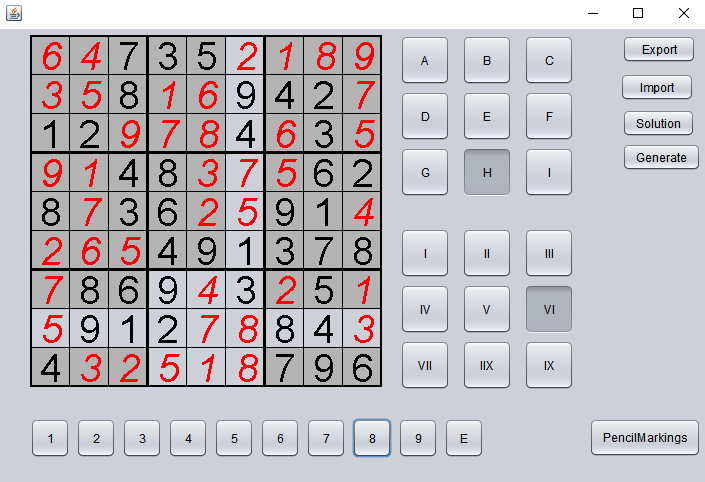 6 4 7 3 5 2 1 8 9
3 5 8 1 6 9 4 2 7
1 2 9 7 8 4 6 3 5
9 1 4 8 3 7 5 6 2
8 7 3 6 2 5 9 1 4
2 6 5 4 9 1 3 7 8
7 8 6 9 4 3 2 5 1
5 9 1 2 7 8 8 4 3
4 3 2 5 1 8 7 9 6
A B C
D E F
G H I
I II III
IV V VI
VII IIX IX
Export
Import
Solution
Generate
1 2 3 4 5 6 7 8 9 E
PencilMarkings